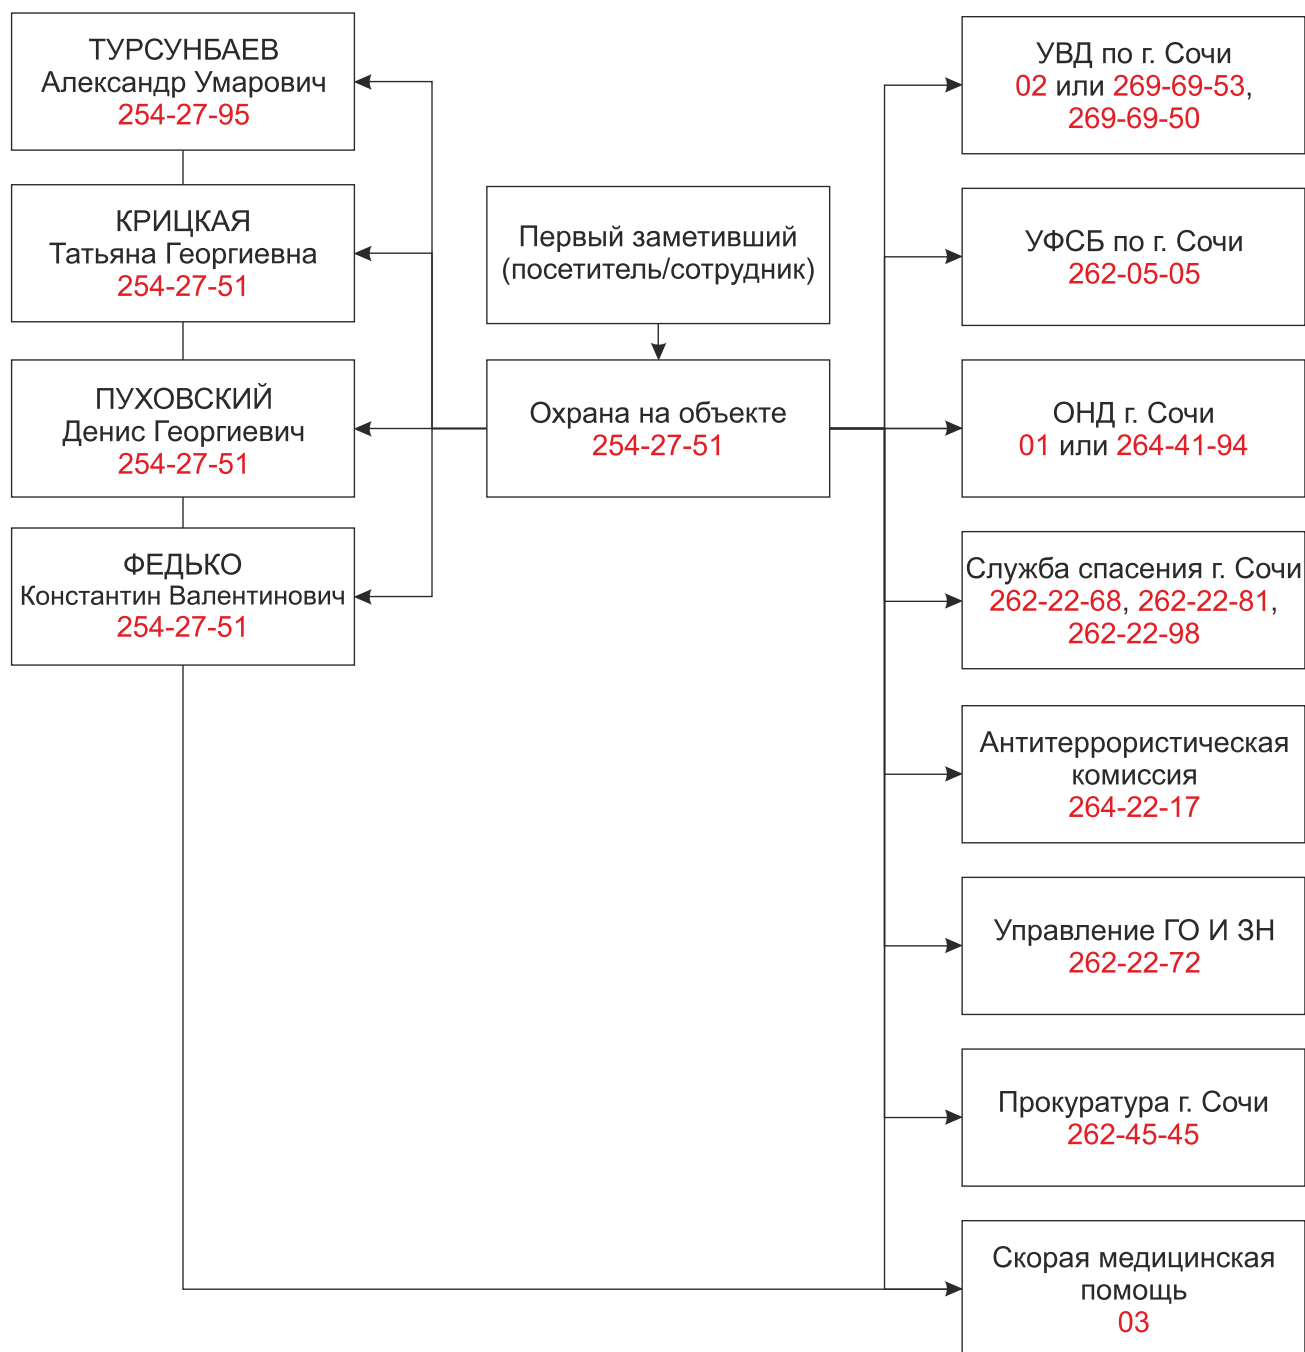 ТУРСУНБАЕВ
Александр Умарович
254-27-95
КРИЦКАЯ
Татьяна Георгиевна
254-27-51
ПУХОВСКИЙ
Денис Георгиевич
254-27-51
ФЕДЬКО
Константин Валентинович
254-27-51
Первый заметивший
(посетитель/сотрудник)
Охрана на объекте
254-27-51
УВД по г. Сочи
02 или 269-69-53,
269-69-50
УФСБ по г. Сочи
262-05-05
ОНД г. Сочи
01 или 264-41-94
Служба спасения г. Сочи
262-22-68, 262-22-81,
262-22-98
Антитеррористическая
комиссия
264-22-17
Управление ГО И ЗН
262-22-72
Прокуратура г. Сочи
262-45-45
Скорая медицинская
помощь
03